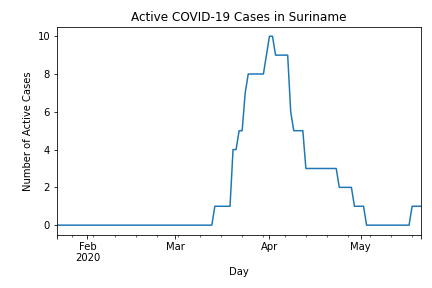 Active COVID-19 Cases in Suriname
Number of Active Cases
10
8
6
4
2
0
Feb
2020
Mar
Apr
May
Day